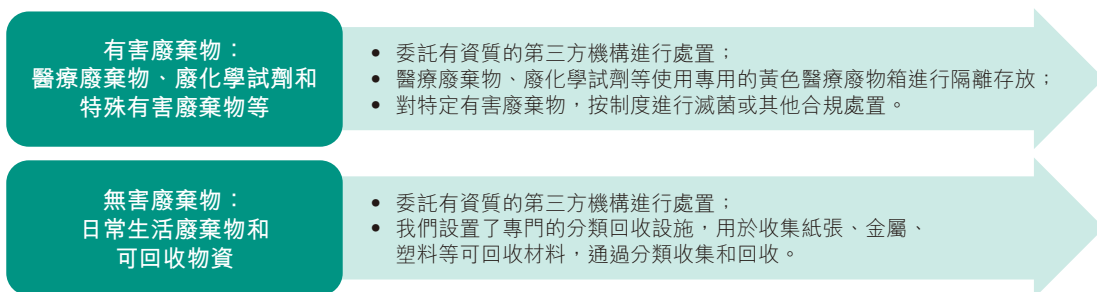 有害廢棄物：
醫療廢棄物、廢化學試劑和
特殊有害廢棄物等
• 委託有資質的第三方機構進行處置；
• 醫療廢棄物、廢化學試劑等使用專用的黃色醫療廢物箱進行隔離存放；
• 對特定有害廢棄物，按制度進行滅菌或其他合規處置。
無害廢棄物：
日常生活廢棄物和
可回收物資
• 委託有資質的第三方機構進行處置；
• 我們設置了專門的分類回收設施，用於收集紙張、金屬、
塑料等可回收材料，通過分類收集和回收。